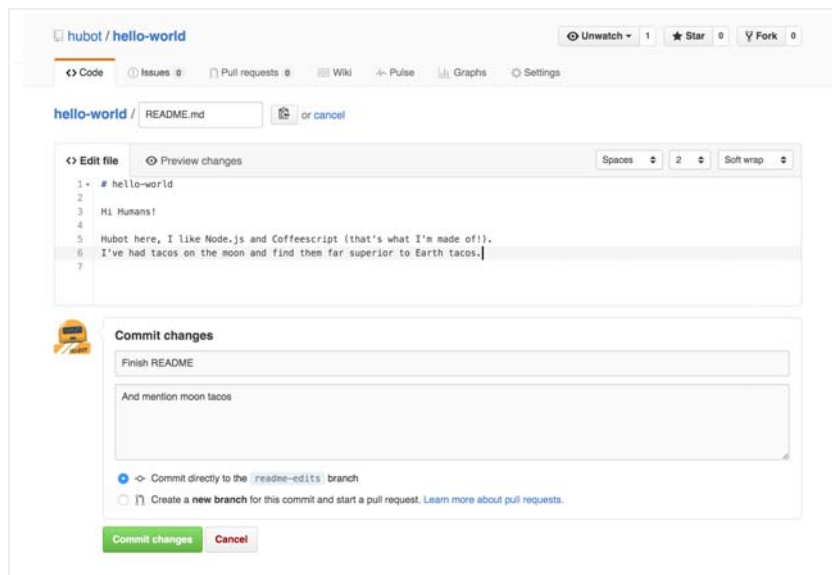 hubot / hello-world
Unwatch 1 Star 0 Fork 0
<> Code Issues 0 Pull requests 0 Wiki Pulse Graphs Settings
hello-world / README.md or cancel
<> Edit file Preview changes Spaces 2 Soft wrap
1 # hello-world
2
3 Hi Humans!
4
5 Hubot here, I like Node.js and Coffeescript (that's what I'm made of!).
6 I've had tacos on the moon and find them far superior to Earth tacos.
7
Commit changes
Finish README
And mention moon tacos
Commit directly to the readme-edits branch
Create a new branch for this commit and start a pull request. Learn more about pull requests.
Commit changes Cancel